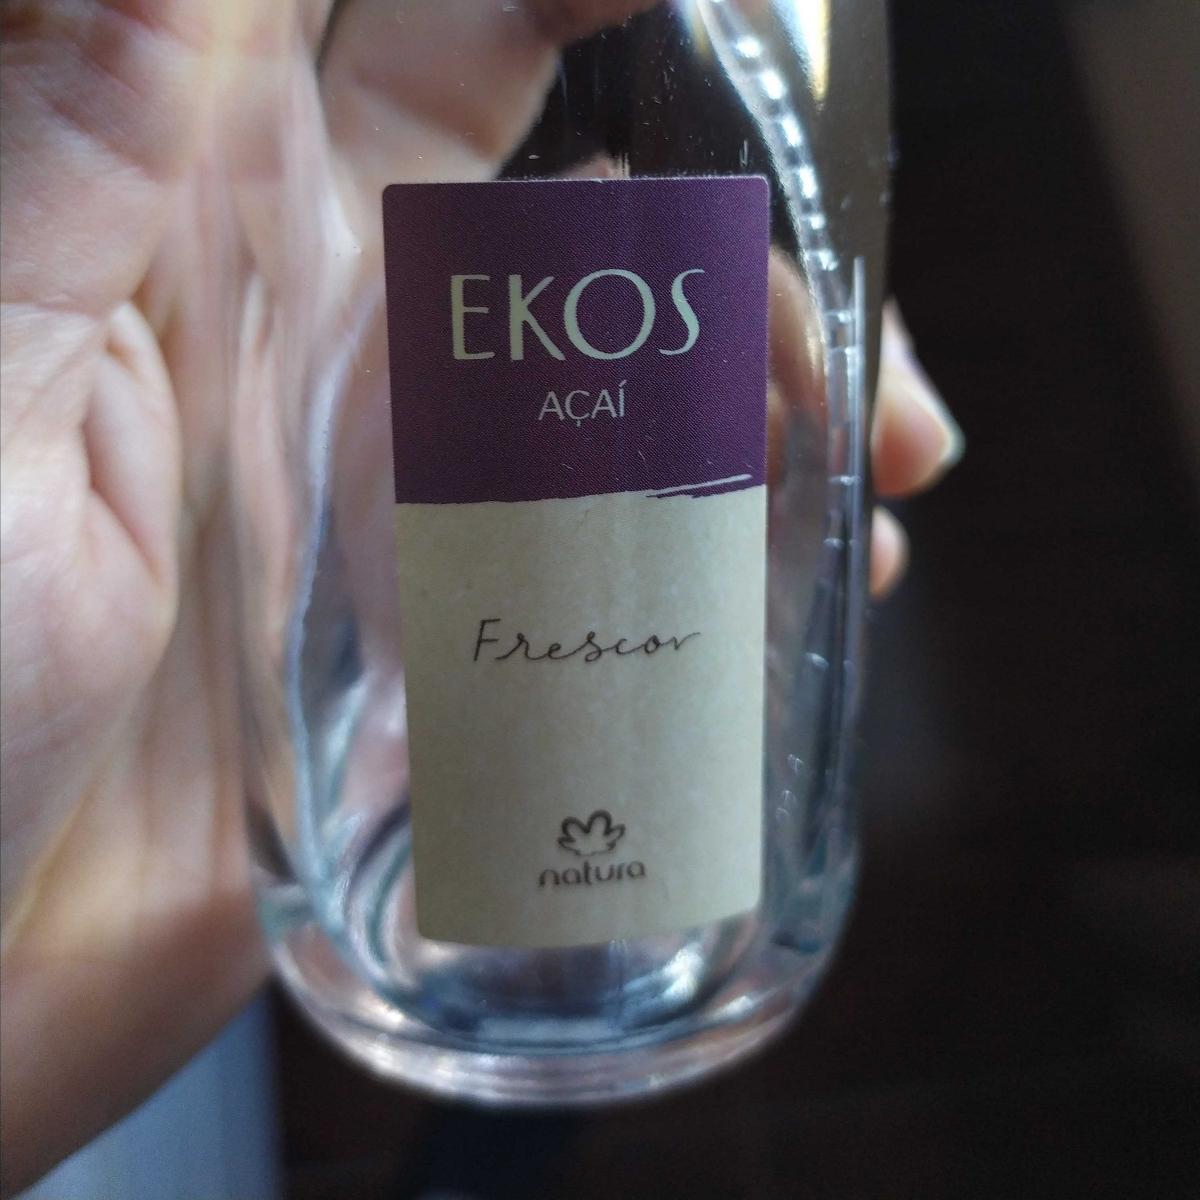 EKOS
AÇAÍ
Frescor
natura